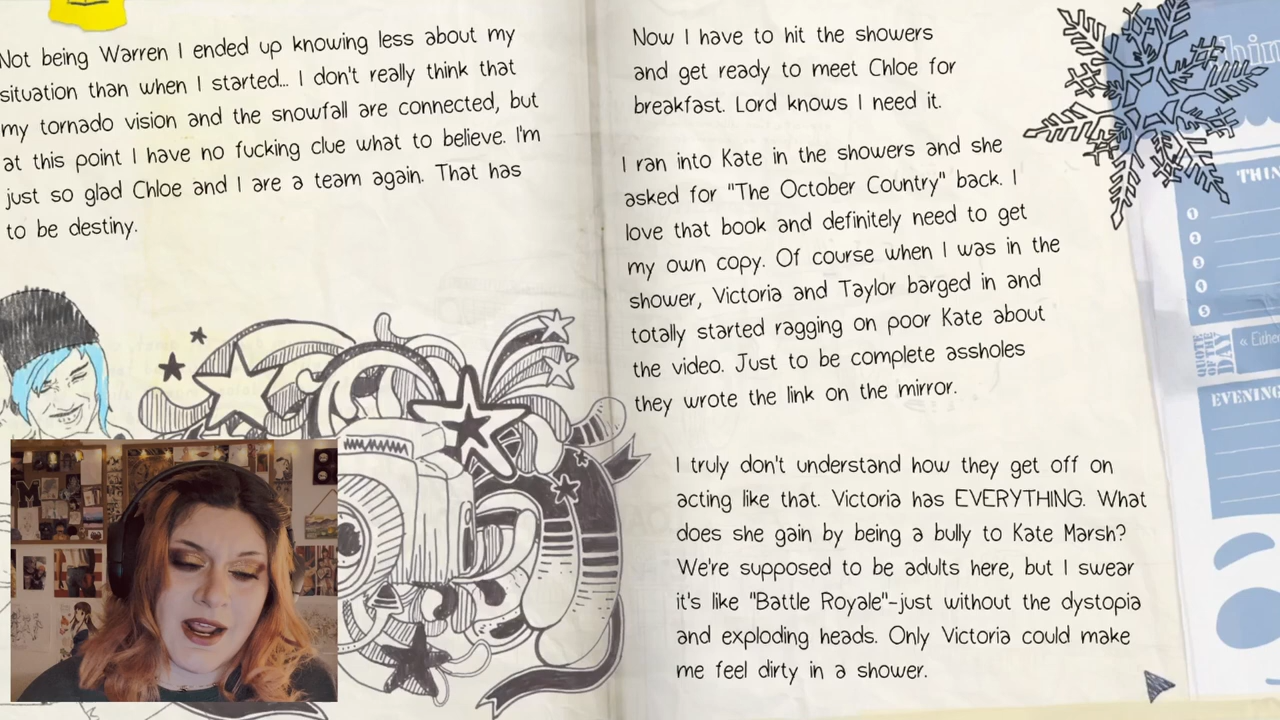 Not being Warren I ended up knowing less about my
situation than when I started... I don't really think that
my tornado vision and the snowfall are connected, but
at this point I have no fucking clue what to believe. I'm
just so glad Chloe and I are a team again. That has
to be destiny.
Now I have to hit the showers
and get ready to meet Chloe for
breakfast. Lord knows I need it.
I ran into Kate in the showers and she
asked for "The October Country" back. I
love that book and definitely need to get
my own copy. Of course when I was in the
shower, Victoria and Taylor barged in and
totally started ragging on poor Kate about
the video. Just to be complete assholes
they wrote the link on the mirror.
I truly don't understand how they get off on
acting like that. Victoria has EVERYTHING. What
does she gain by being a bully to Kate Marsh?
We're supposed to be adults here, but I swear
it's like "Battle Royale"-just without the dystopia
and exploding heads. Only Victoria could make
me feel dirty in a shower.
1
2
3
4
5
QUOTE
OF THE
DAY
EVENING
M